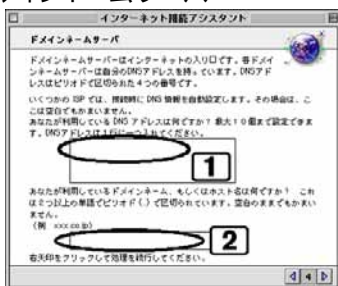 インターネット接続アシスタント
ドメインネームサーバ
ドメインネームサーバーはインターネットの入り口です。各ドメイ
ンネームサーバーは自分のDNSアドレスを持っています。DNSアド
レスはピリオドで区切られた4つの番号です。
いくつかの ISP では、接続時に DNS 情報を自動設定します。その場合は、こ
こは空白でもかまいません。
あなたが利用している DNS アドレスは何ですか? 最大10個まで設定できま
す。DNSアドレスは1行に一つ入れてください。
1
あなたが利用しているドメインネーム、もしくはホスト名は何ですか? これ
は2つ以上の単語でピリオド(.)で区切られています。空白のままでもかまい
ません。
(例 xxx.co.jp)
2
右矢印をクリックして処理を続行してください。
4